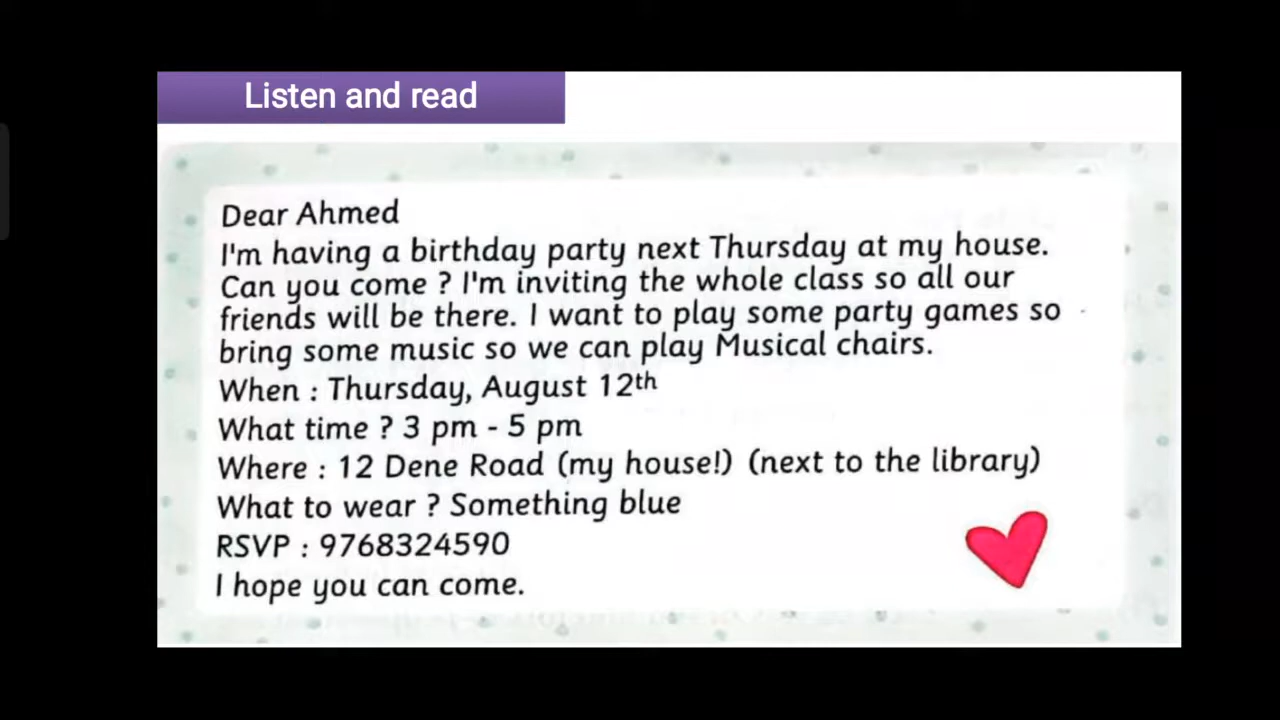 Listen and read
Dear Ahmed
I'm having a birthday party next Thursday at my house.
Can you come ? I'm inviting the whole class so all our
friends will be there. I want to play some party games so
bring some music so we can play Musical chairs.
When : Thursday, August 12th
What time ? 3 pm - 5 pm
Where : 12 Dene Road (my house!) (next to the library)
What to wear ? Something blue
RSVP : 9768324590
I hope you can come.